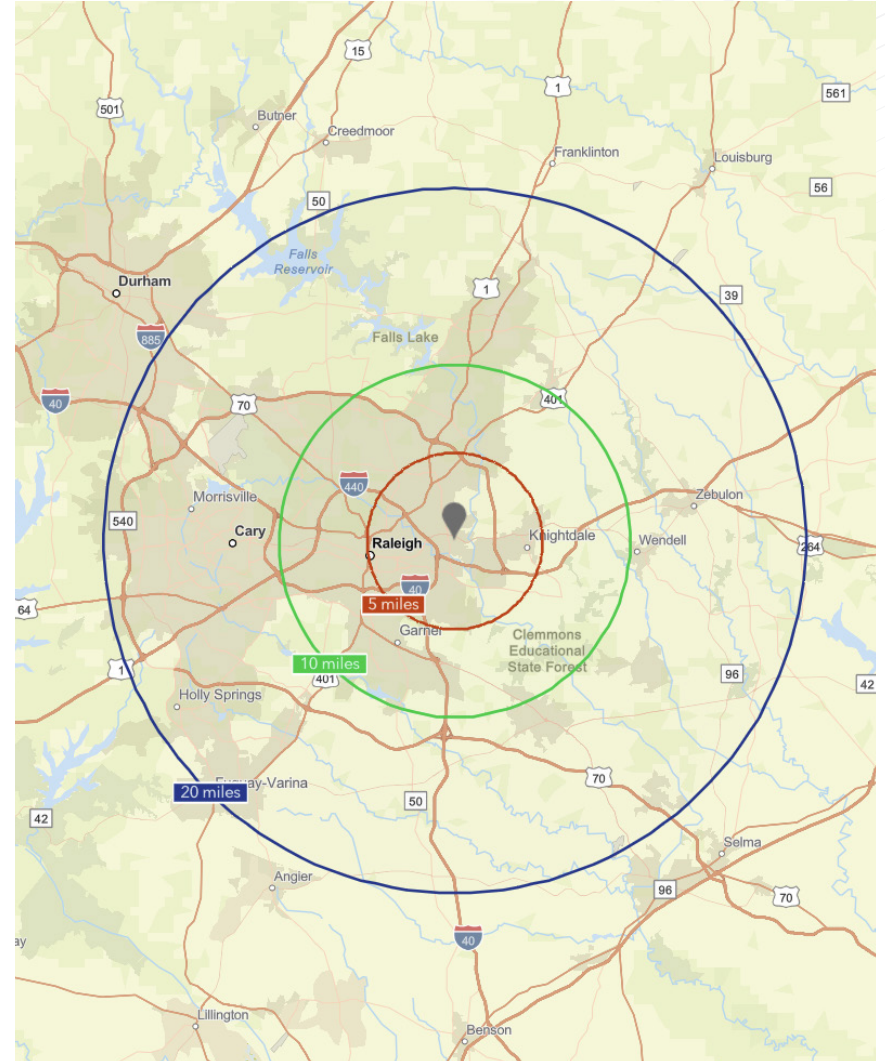 15
1
501
561
Butner
Creedmoor
Franklinton
Louisburg
50
56
Falls
Reservoir
Durham
1
39
885
Falls Lake
40
70
401
440
Morrisville
Zebulon
540
Cary
Raleigh
Knightdale
Wendell
264
40
5 miles
64
Garner
Clemmons
Educational
State Forest
10 miles
1
401
96
42
Holly Springs
70
20 miles
Fuquay-Varina
50
42
Selma
Angier
96
70
40
ay
Lillington
Benson